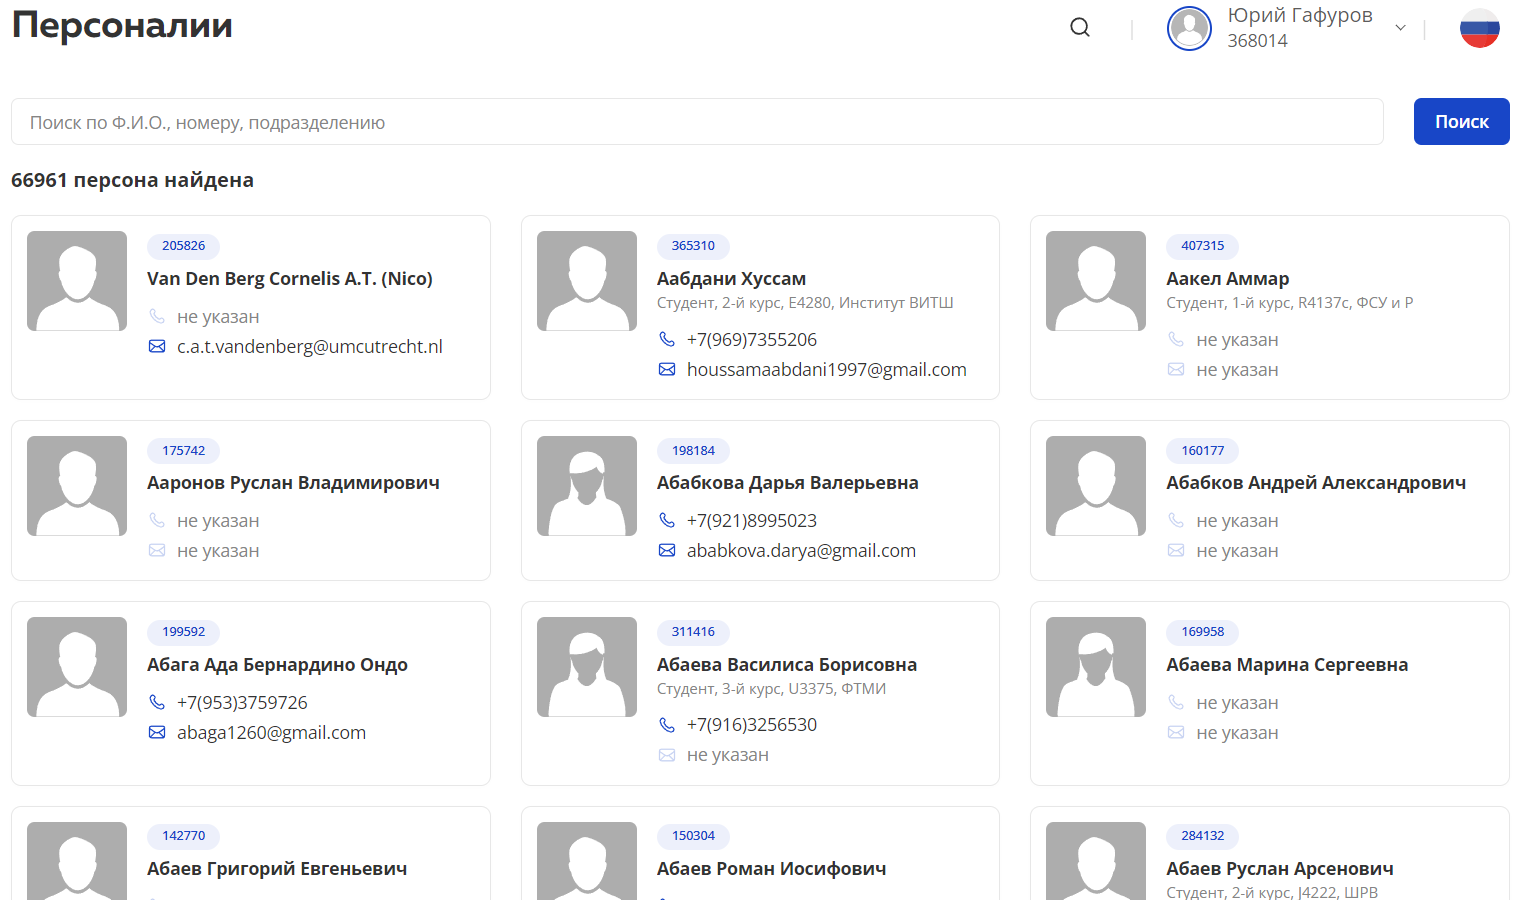 Персоналии
Юрий Гафуров
368014
Поиск по Ф.И.О., номеру, подразделению
Поиск
66961 персона найдена
205826
Van Den Berg Cornelis A.T. (Nico)
не указан
c.a.t.vandenberg@umcutrecht.nl
365310
Аабдани Хуссам
Студент, 2-й курс, E4280, Институт ВИТШ
+7(969)7355206
houssamaabdani1997@gmail.com
407315
Аакел Аммар
Студент, 1-й курс, R4137c, ФСУ и Р
не указан
не указан
175742
Ааронов Руслан Владимирович
не указан
не указан
198184
Абабкова Дарья Валерьевна
+7(921)8995023
ababkova.darya@gmail.com
160177
Абабков Андрей Александрович
не указан
не указан
199592
Абага Ада Бернардино Ондо
+7(953)3759726
abaga1260@gmail.com
311416
Абаева Василиса Борисовна
Студент, 3-й курс, U3375, ФТМИ
+7(916)3256530
не указан
169958
Абаева Марина Сергеевна
не указан
не указан
142770
Абаев Григорий Евгеньевич
150304
Абаев Роман Иосифович
284132
Абаев Руслан Арсенович
Студент, 2-й курс, J4222, ШРВ